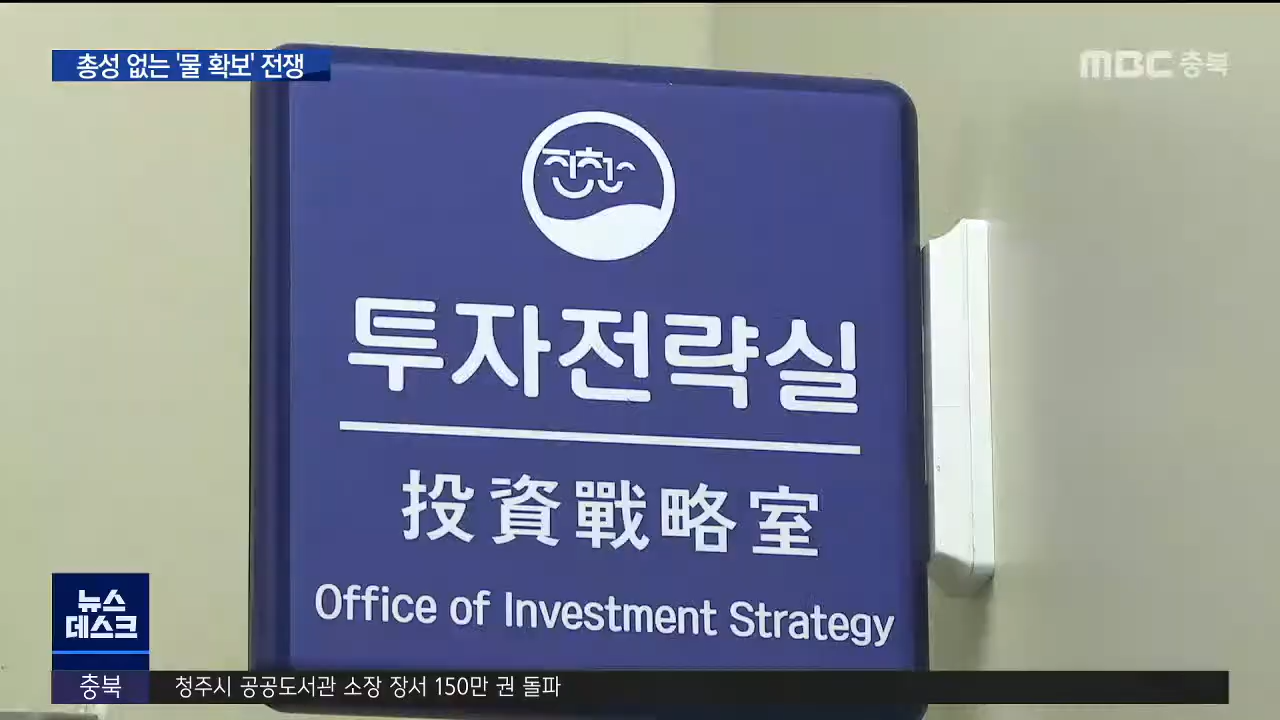 총성 없는 '물 확보' 전쟁
MBC 충북
투자전략실
投資戰略室
Office of Investment Strategy
뉴스
데스크
충북
청주시 공공도서관 소장 장서 150만 권 돌파